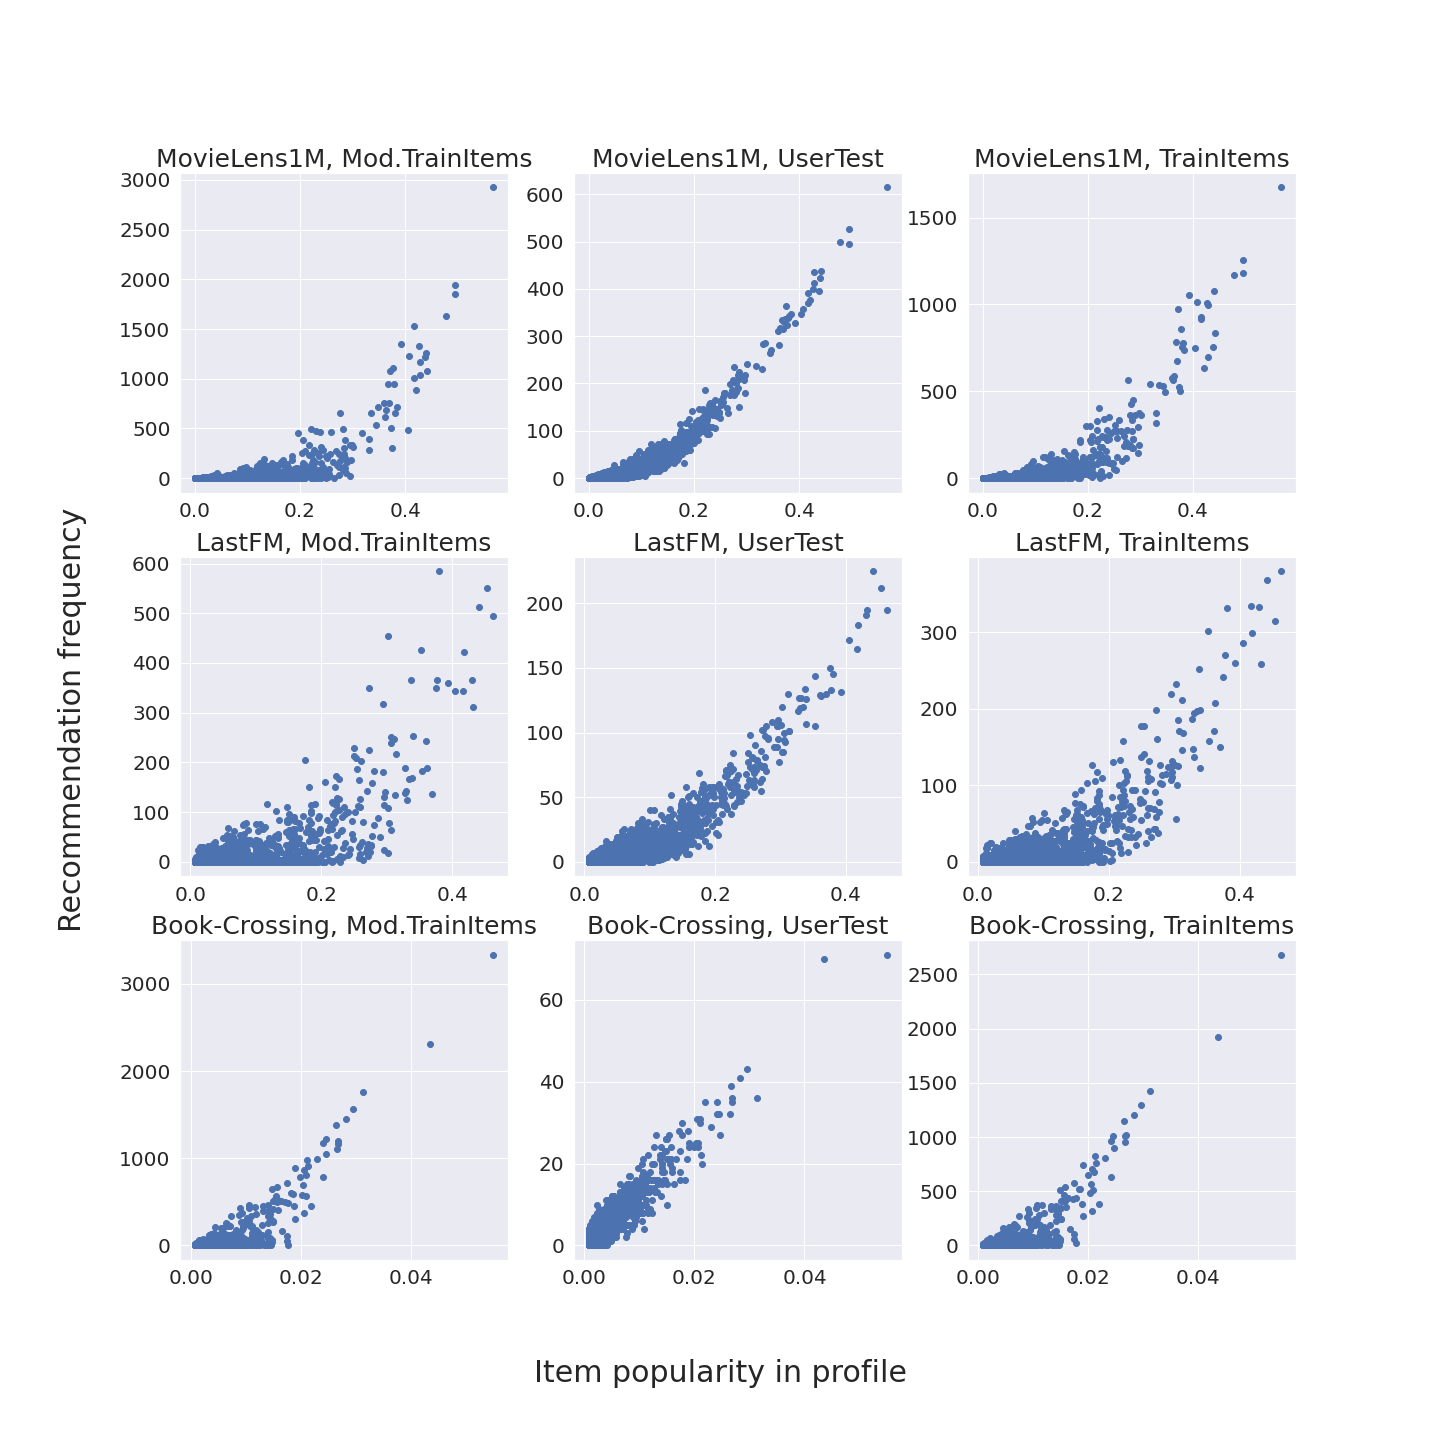 MovieLens1M, Mod.TrainItems
3000
2500
2000
1500
1000
500
0
0.0 0.2 0.4
MovieLens1M, UserTest
600
500
400
300
200
100
0
0.0 0.2 0.4
MovieLens1M, TrainItems
1500
1000
500
0
0.0 0.2 0.4
LastFM, Mod.TrainItems
600
500
400
300
200
100
0
0.0 0.2 0.4
LastFM, UserTest
200
150
100
50
0
0.0 0.2 0.4
LastFM, TrainItems
300
200
100
0
0.0 0.2 0.4
Book-Crossing, Mod.TrainItems
3000
2000
1000
0
0.00 0.02 0.04
Book-Crossing, UserTest
60
40
20
0
0.00 0.02 0.04
Book-Crossing, TrainItems
2500
2000
1500
1000
500
0
0.00 0.02 0.04
Recommendation frequency
Item popularity in profile